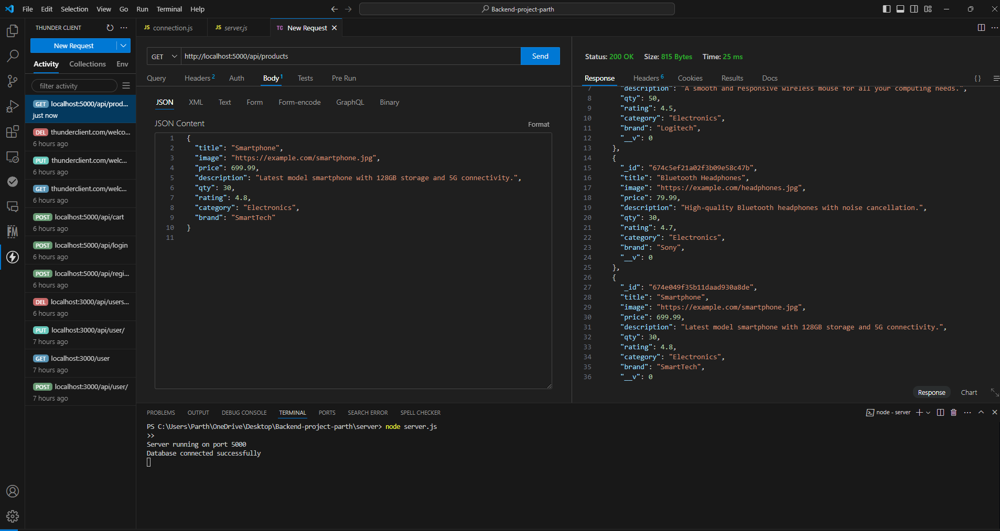 File Edit Selection View Go Run Terminal Help
Backend-project-parth
THUNDER CLIENT
New Request
Activity Collections Env
filter activity
GET localhost:5000/api/prod...
just now
DEL thunderclient.com/welco...
6 hours ago
PUT thunderclient.com/welc...
6 hours ago
GET thunderclient.com/welc...
6 hours ago
POST localhost:5000/api/cart
6 hours ago
POST localhost:5000/api/login
6 hours ago
POST localhost:5000/api/regi...
6 hours ago
DEL localhost:3000/api/users...
6 hours ago
PUT localhost:3000/api/user/
7 hours ago
GET localhost:3000/user
7 hours ago
POST localhost:3000/api/user/
7 hours ago
FM
JS connection.js JS server.js TC New Request
GET http://localhost:5000/api/products Send
Query Headers 2 Auth Body 1 Tests Pre Run
JSON XML Text Form Form-encode GraphQL Binary
JSON Content
Format
1 {
2 "title": "Smartphone",
3 "image": "https://example.com/smartphone.jpg",
4 "price": 699.99,
5 "description": "Latest model smartphone with 128GB storage and 5G connectivity.",
6 "qty": 30,
7 "rating": 4.8,
8 "category": "Electronics",
9 "brand": "SmartTech"
10 }
11
Status: 200 OK Size: 815 Bytes Time: 25 ms
Response Headers 6 Cookies Results Docs { }
7 "description": "A smooth and responsive wireless mouse for all your computing needs.",
8 "qty": 50,
9 "rating": 4.5,
10 "category": "Electronics",
11 "brand": "Logitech",
12 "__v": 0
13 },
14 {
15 "_id": "674c5ef21a02f3b09e58c47b",
16 "title": "Bluetooth Headphones",
17 "image": "https://example.com/headphones.jpg",
18 "price": 79.99,
19 "description": "High-quality Bluetooth headphones with noise cancellation.",
20 "qty": 30,
21 "rating": 4.7,
22 "category": "Electronics",
23 "brand": "Sony",
24 "__v": 0
25 },
26 {
27 "_id": "674e049f35b11daad930a8de",
28 "title": "Smartphone",
29 "image": "https://example.com/smartphone.jpg",
30 "price": 699.99,
31 "description": "Latest model smartphone with 128GB storage and 5G connectivity.",
32 "qty": 30,
33 "rating": 4.8,
34 "category": "Electronics",
35 "brand": "SmartTech",
36 "__v": 0
Response Chart
PROBLEMS OUTPUT DEBUG CONSOLE TERMINAL PORTS SEARCH ERROR SPELL CHECKER
node - server
PS C:\Users\Parth\OneDrive\Desktop\Backend-project-parth\server> node server.js
>>
Server running on port 5000
Database connected successfully